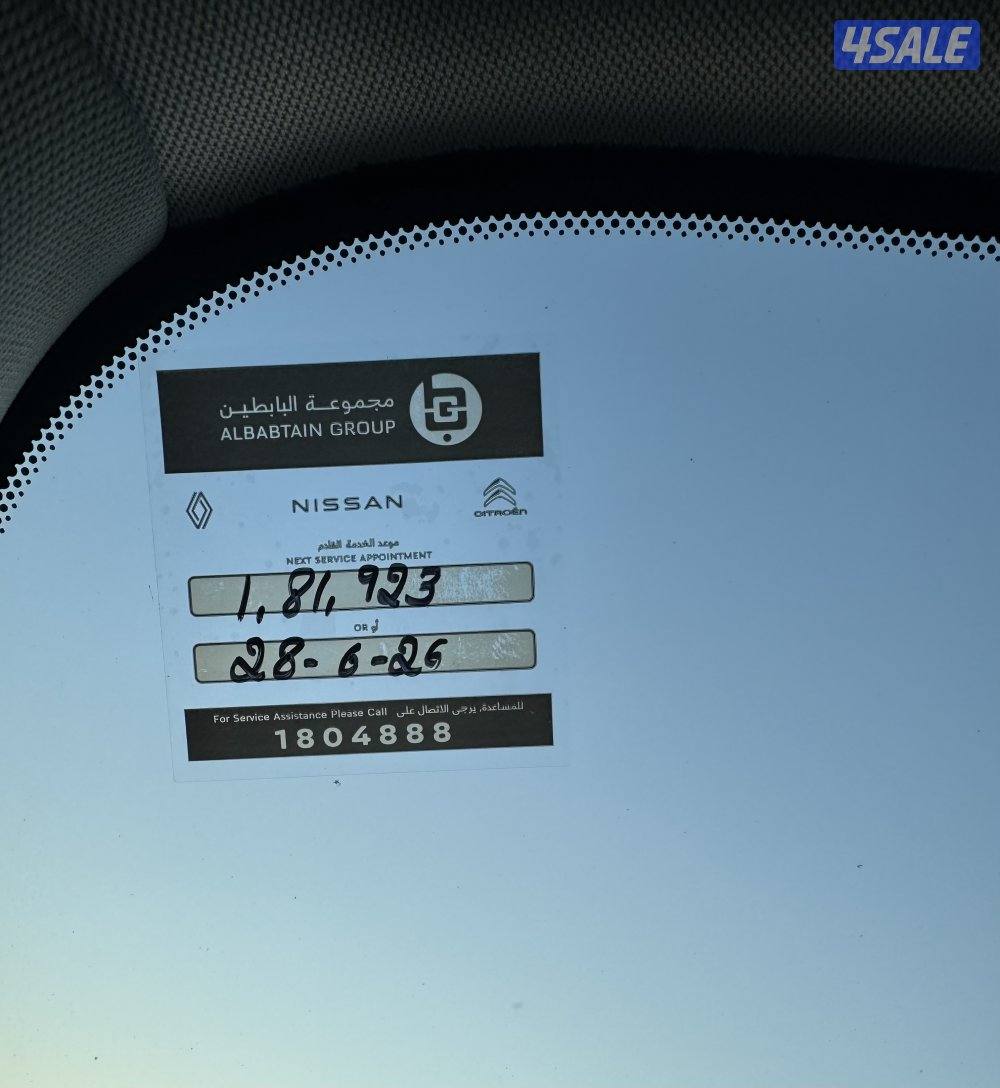 4SALE
مجموعة البابطين
ALBABTAIN GROUP
NISSAN
CITROËN
موعد الخدمة القادم
NEXT SERVICE APPOINTMENT
1,81,923
OR أو
28-6-26
For Service Assistance Please Call للمساعدة، يرجى الاتصال على
1804888